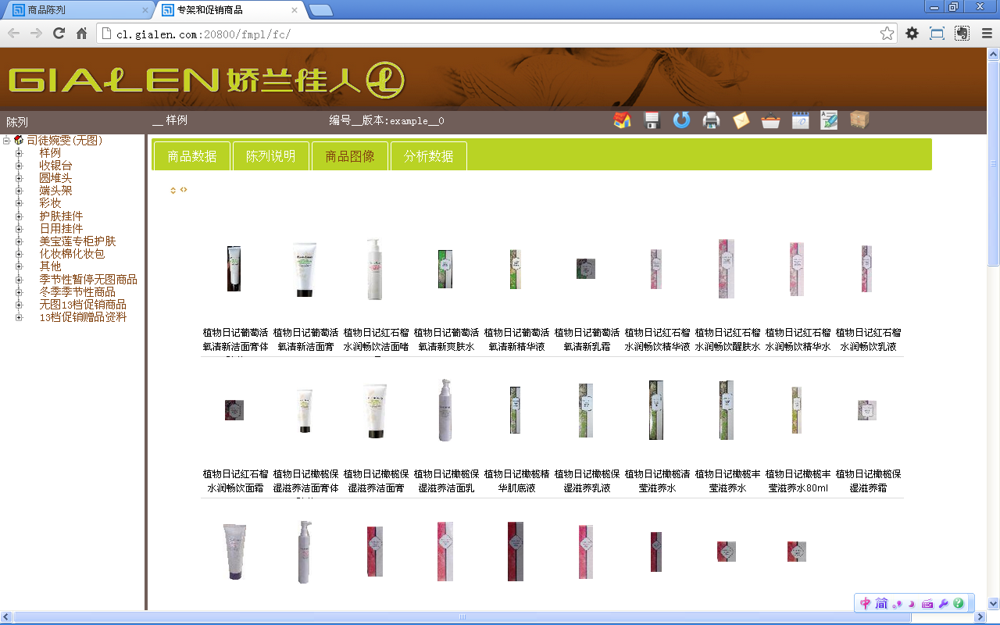 商品陈列
专架和促销商品
cl.gialen.com:20800/fmpl/fc/
GIALEN 娇兰佳人
陈列
__ 样例
编号__版本:example__0
司徒婉雯(无图)
样例
收银台
圆堆头
端头架
彩妆
护肤挂件
日用挂件
美宝莲专柜护肤
化妆棉化妆包
其他
季节性暂停无图商品
冬季季节性商品
无图13档促销商品
13档促销赠品资料
商品数据
陈列说明
商品图像
分析数据
植物日记葡萄活
氧清新洁面膏体
植物日记葡萄活
氧清新洁面膏
植物日记红石榴
水润畅饮洁面啫
植物日记葡萄活
氧清新爽肤水
植物日记葡萄活
氧清新精华液
植物日记葡萄活
氧清新乳霜
植物日记红石榴
水润畅饮精华液
植物日记红石榴
水润畅饮醒肤水
植物日记红石榴
水润畅饮精华水
植物日记红石榴
水润畅饮乳液
植物日记红石榴
水润畅饮面霜
植物日记橄榄保
湿滋养洁面膏体
植物日记橄榄保
湿滋养洁面膏
植物日记橄榄保
湿滋养洁面乳
植物日记橄榄精
华肌底液
植物日记橄榄保
湿滋养乳液
植物日记橄榄清
莹滋养水
植物日记橄榄丰
莹滋养水
植物日记橄榄丰
莹滋养水80ml
植物日记橄榄保
湿滋养霜
中 简